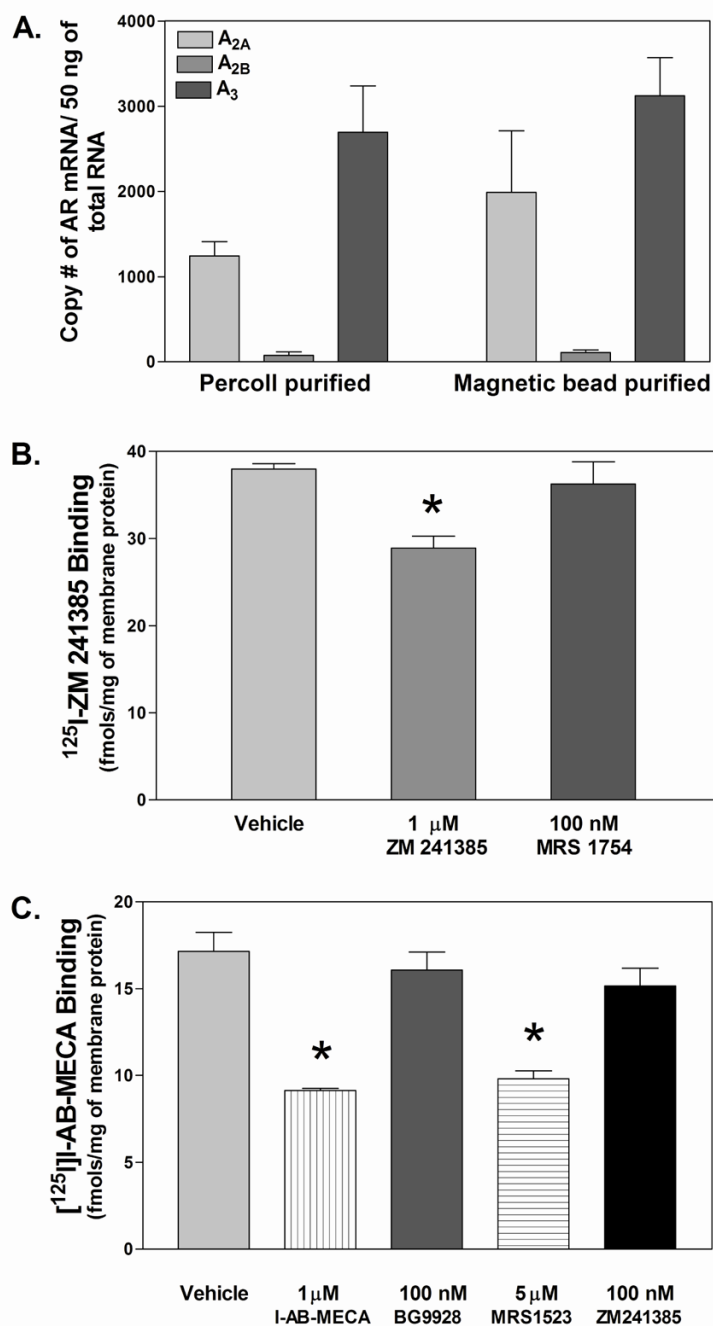 A.
Copy # of AR mRNA/ 50 ng of
total RNA
4000
3000
2000
1000
0
A2A
A2B
A3
Percoll purified
Magnetic bead purified
B.
125I-ZM 241385 Binding
(fmols/mg of membrane protein)
40
30
20
10
0
*
Vehicle
1 μM
ZM 241385
100 nM
MRS 1754
C.
[125I]I-AB-MECA Binding
(fmols/mg of membrane protein)
20
15
10
5
0
*
*
Vehicle
1μM
I-AB-MECA
100 nM
BG9928
5 μM
MRS1523
100 nM
ZM241385